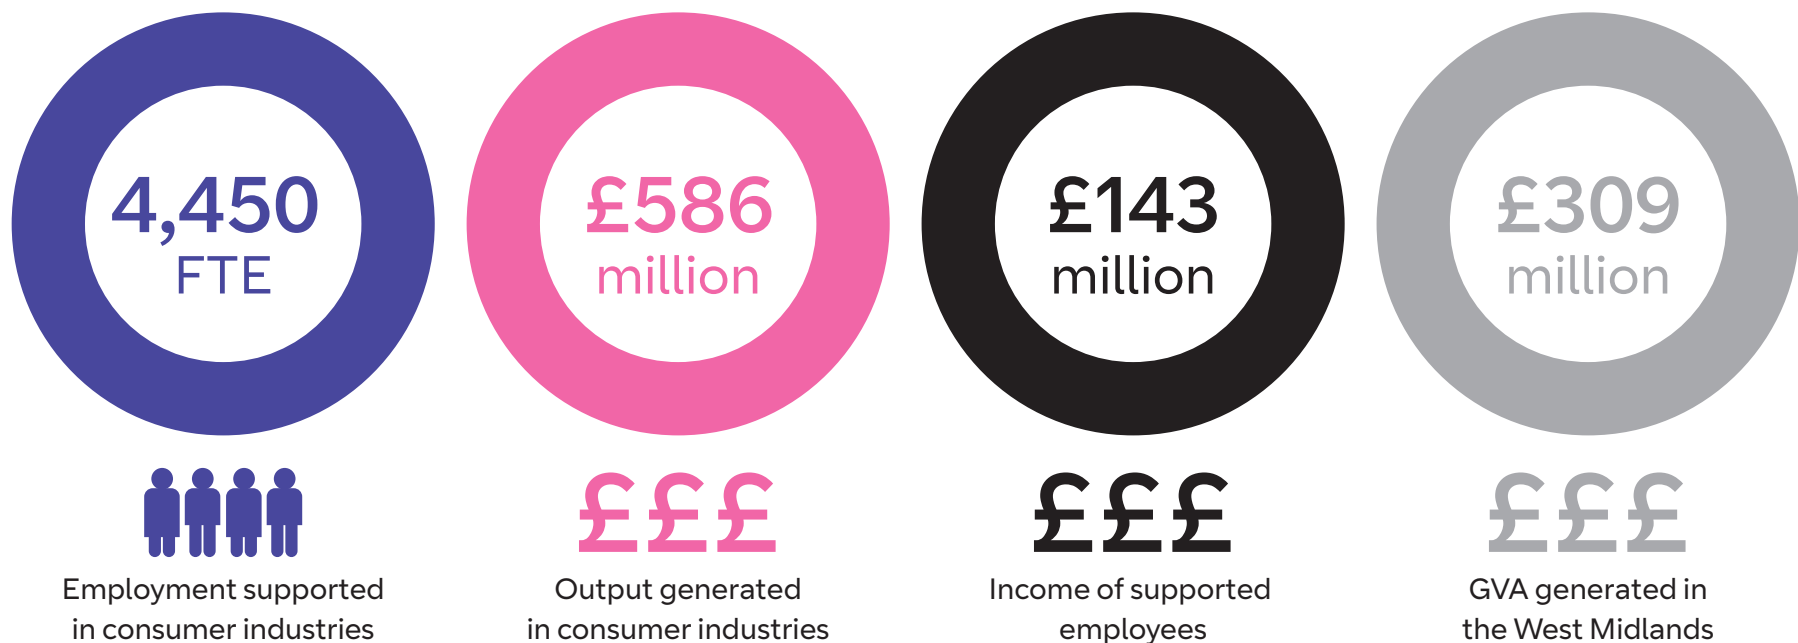 4,450
FTE
£586
million
£143
million
£309
million
£££
£££
£££
Employment supported
in consumer industries
Output generated
in consumer industries
Income of supported
employees
GVA generated in
the West Midlands